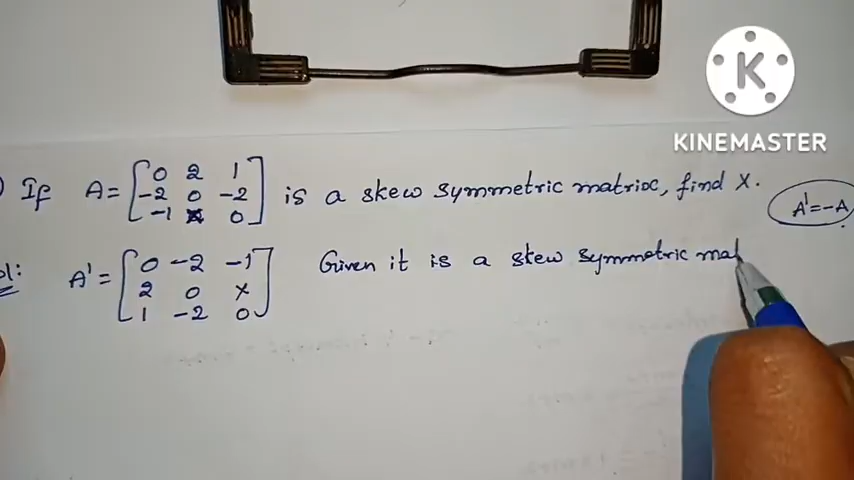 K
KINEMASTER
) If A = [ 0 2 1 ; -2 0 -2 ; -1 x 0 ] is a skew symmetric matrix, find x.
A' = -A
ol: A' = [ 0 -2 -1 ; 2 0 x ; 1 -2 0 ] Given it is a skew symmetric mat